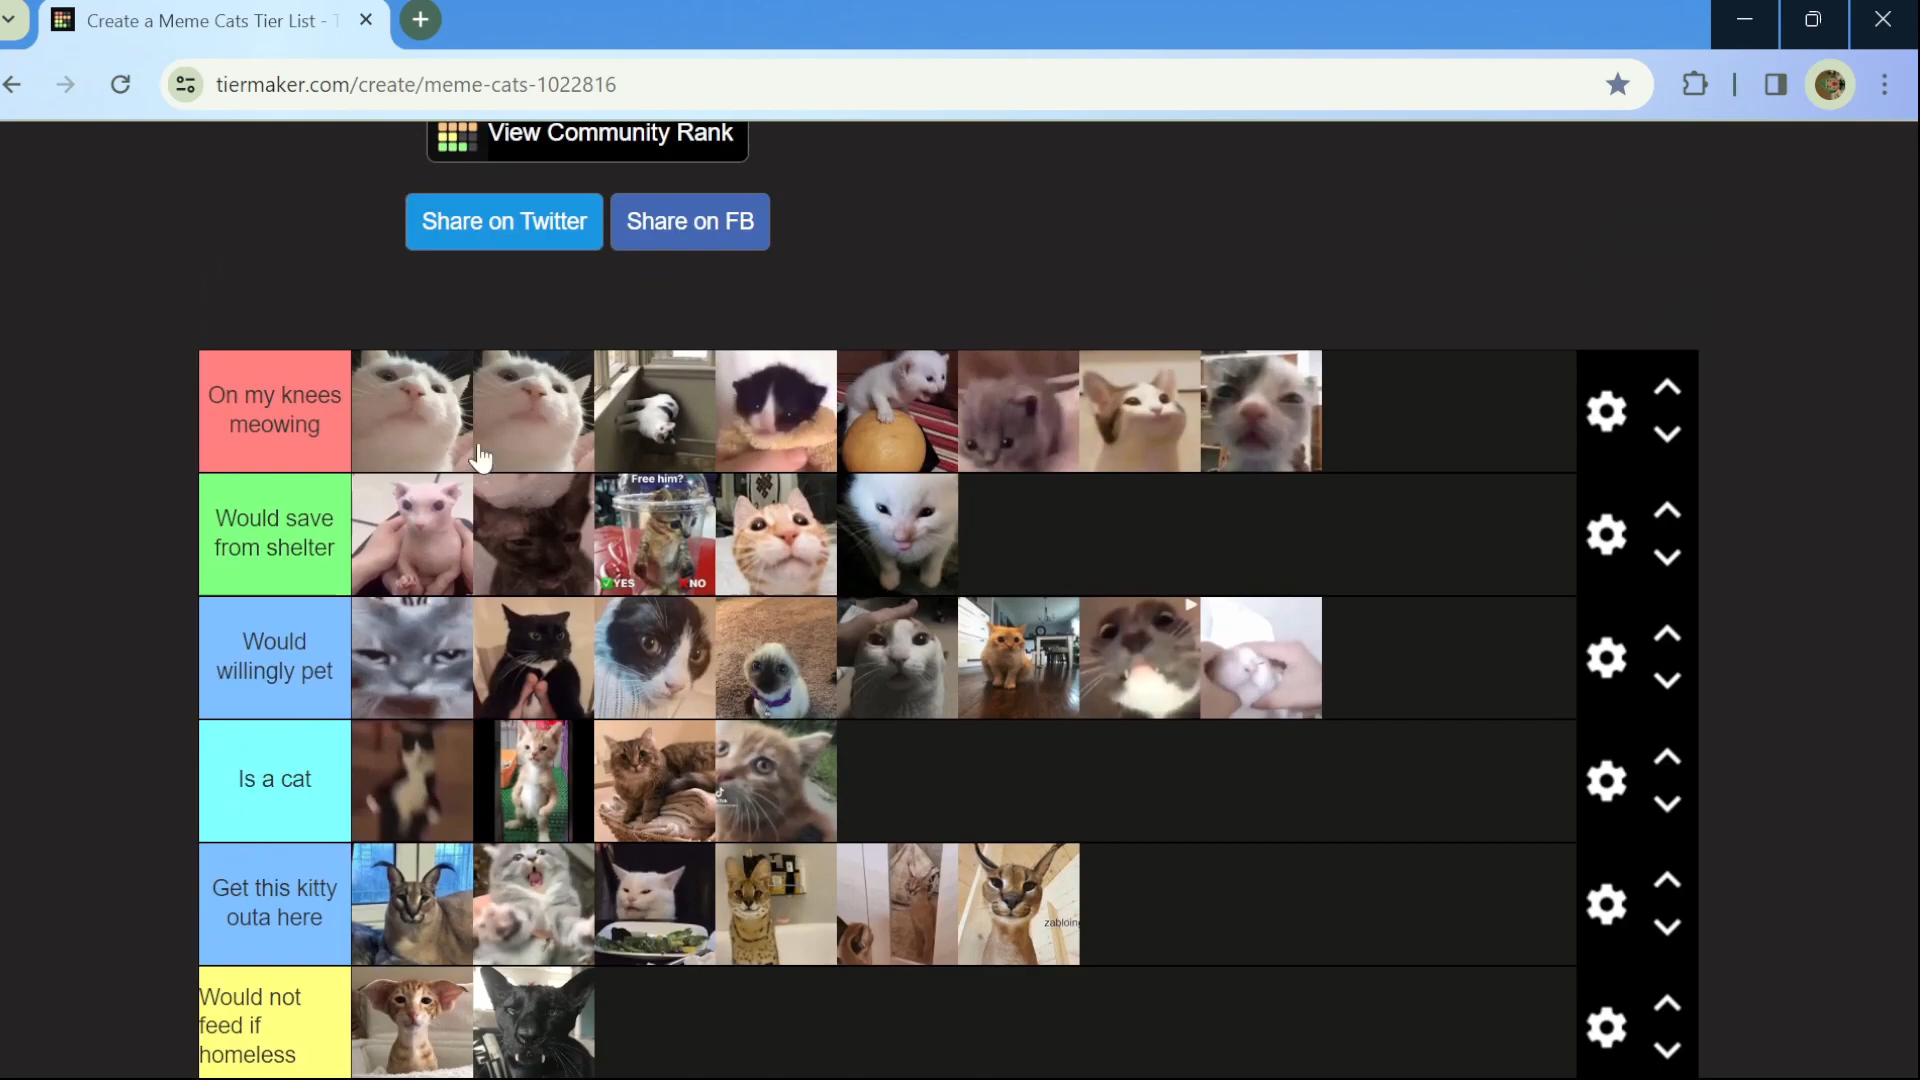 Create a Meme Cats Tier List -
tiermaker.com/create/meme-cats-1022816
View Community Rank
Share on Twitter
Share on FB
On my knees
meowing
Free him?
YES
NO
Would save
from shelter
Would
willingly pet
Is a cat
Get this kitty
outa here
zabloing
Would not
feed if
homeless